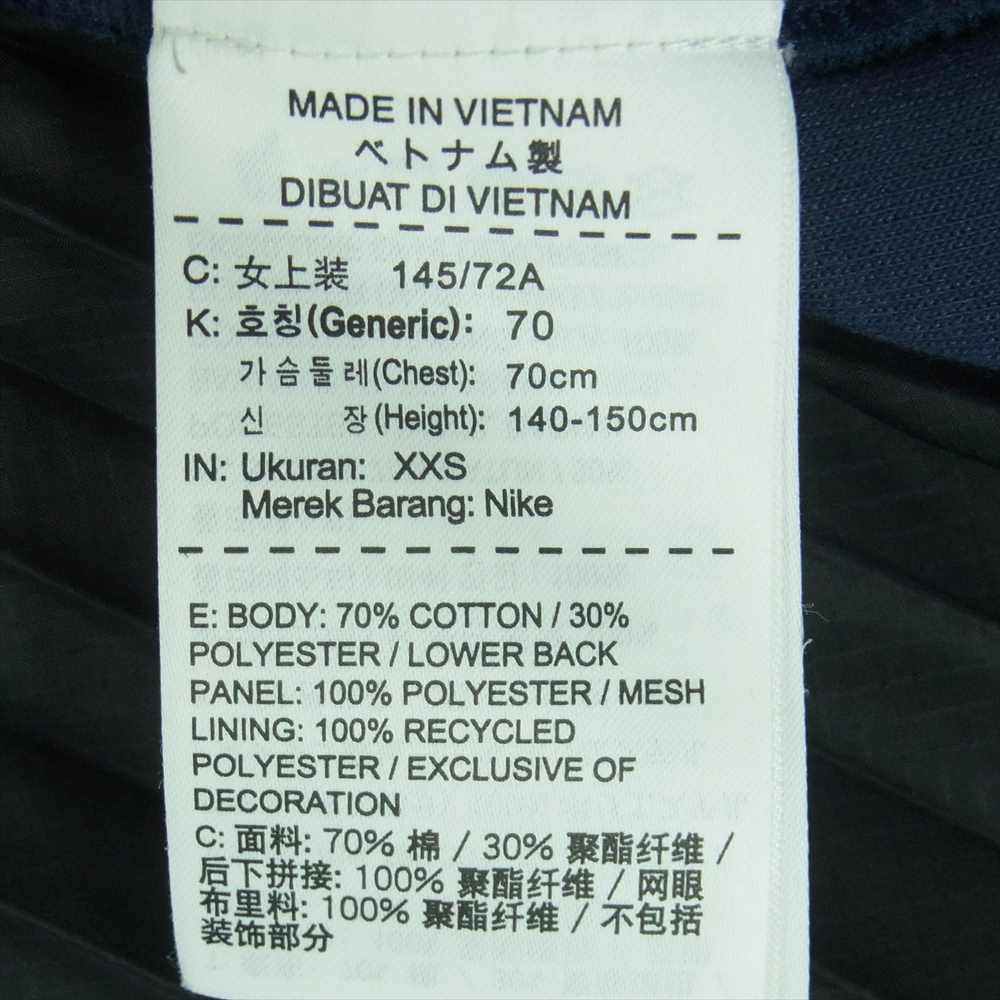 MADE IN VIETNAM
ベトナム製
DIBUAT DI VIETNAM
C: 女上装 145/72A
K: 호칭(Generic): 70
가슴둘레(Chest): 70cm
신 장(Height): 140-150cm
IN: Ukuran: XXS
Merek Barang: Nike
E: BODY: 70% COTTON / 30%
POLYESTER / LOWER BACK
PANEL: 100% POLYESTER / MESH
LINING: 100% RECYCLED
POLYESTER / EXCLUSIVE OF
DECORATION
C: 面料: 70% 棉 / 30% 聚酯纤维 /
后下拼接: 100% 聚酯纤维 / 网眼
布里料: 100% 聚酯纤维 / 不包括
装饰部分